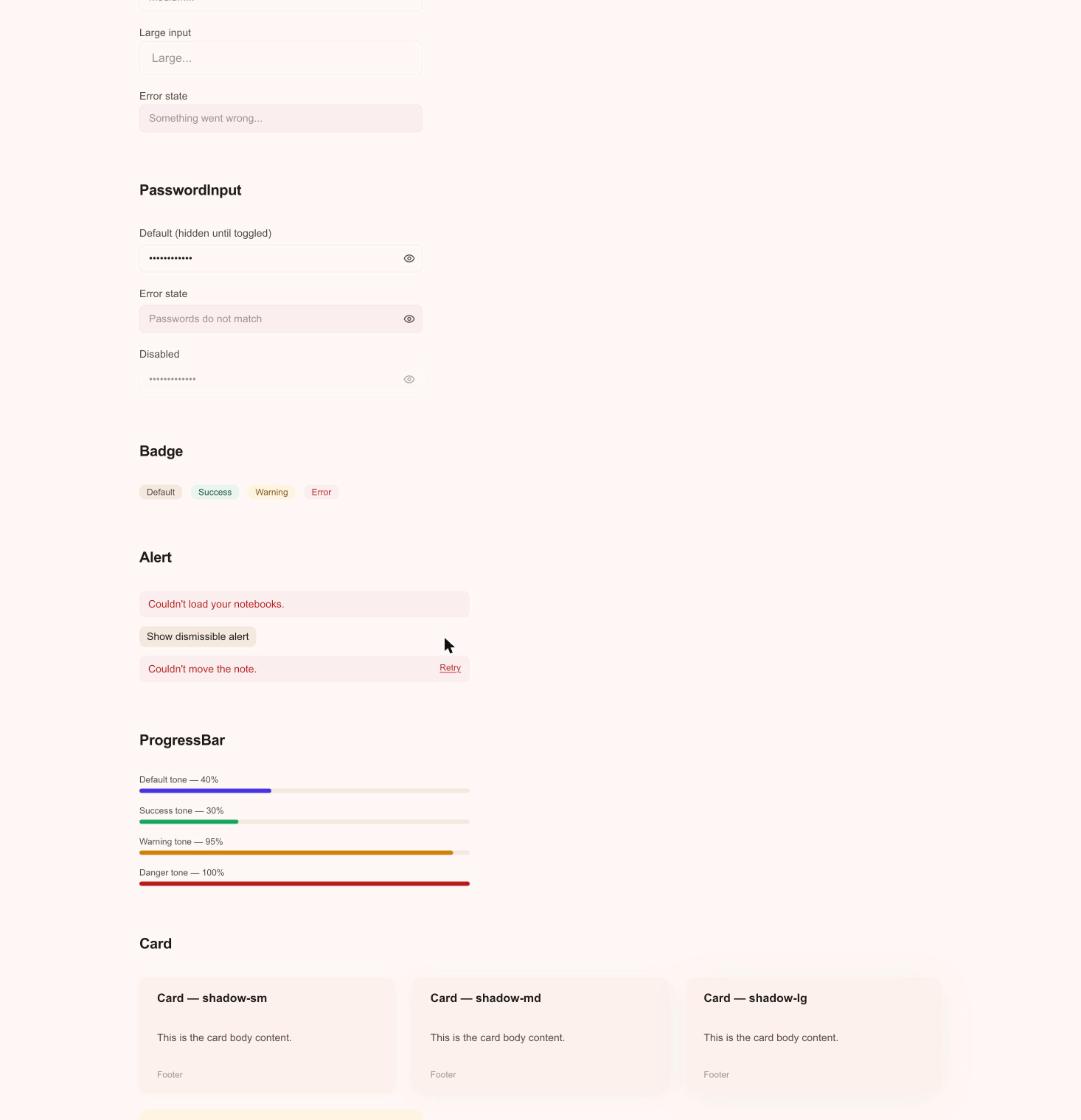 Large input
Large...
Error state
Something went wrong...
PasswordInput
Default (hidden until toggled)
••••••••••••
Error state
Passwords do not match
Disabled
•••••••••••••
Badge
Default Success Warning Error
Alert
Couldn't load your notebooks.
Show dismissible alert
Couldn't move the note. Retry
ProgressBar
Default tone — 40%
Success tone — 30%
Warning tone — 95%
Danger tone — 100%
Card
Card — shadow-sm Card — shadow-md Card — shadow-lg
This is the card body content. This is the card body content. This is the card body content.
Footer Footer Footer